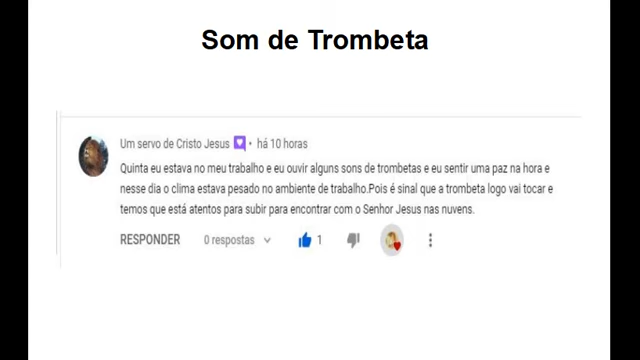 Som de Trombeta
Um servo de Cristo Jesus • há 10 horas
Quinta eu estava no meu trabalho e eu ouvir alguns sons de trombetas e eu sentir uma paz na hora e
nesse dia o clima estava pesado no ambiente de trabalho.Pois é sinal que a trombeta logo vai tocar e
temos que está atentos para subir para encontrar com o Senhor Jesus nas nuvens.
RESPONDER 0 respostas 1